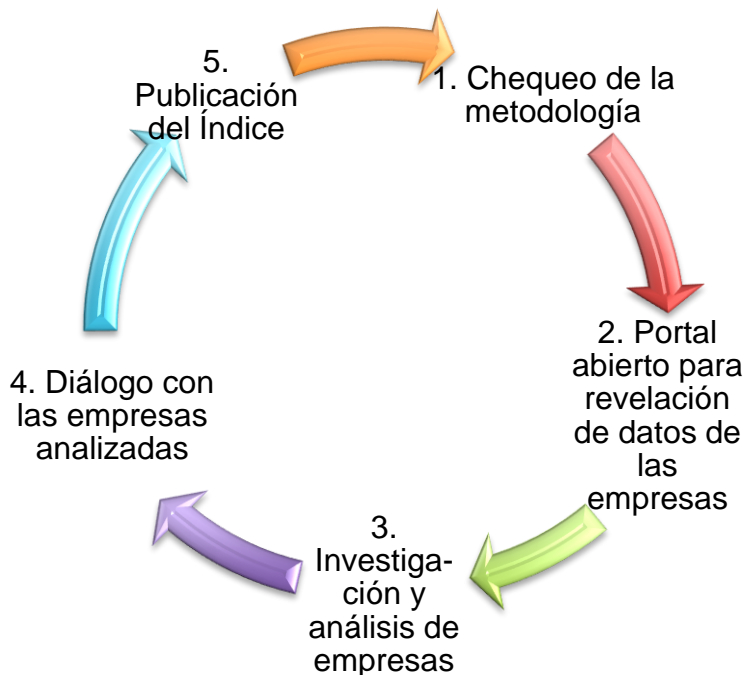 1. Chequeo de la
metodología
2. Portal
abierto para
revelación
de datos de
las
empresas
3.
Investiga-
ción y
análisis de
empresas
4. Diálogo con
las empresas
analizadas
5.
Publicación
del Índice